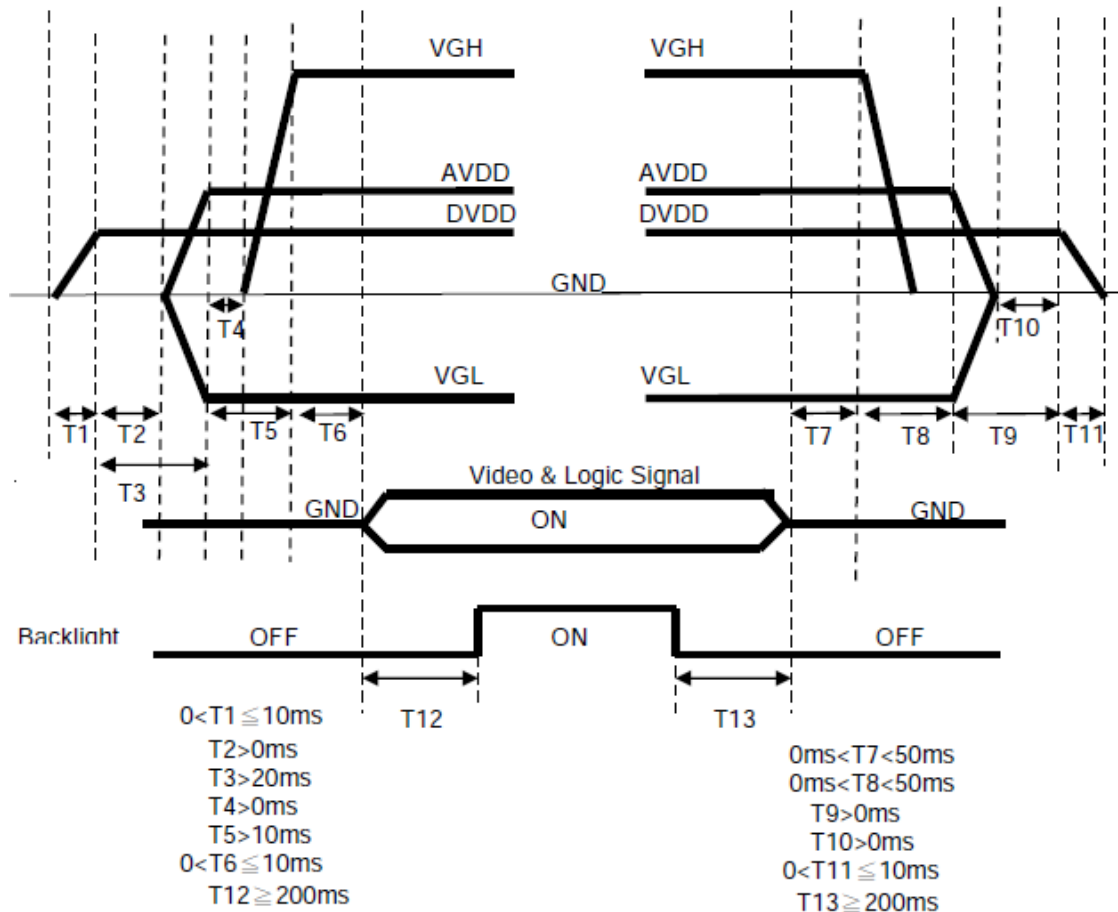 VGH VGH
AVDD AVDD
DVDD DVDD
GND
T4 T10
VGL VGL
T1 T2 T5 T6 T7 T8 T9 T11
T3
Video & Logic Signal
GND ON GND
Backlight OFF ON OFF
T12 T13
0<T1≦10ms
T2>0ms
T3>20ms
T4>0ms
T5>10ms
0<T6≦10ms
T12≧200ms
0ms<T7<50ms
0ms<T8<50ms
T9>0ms
T10>0ms
0<T11≦10ms
T13≧200ms